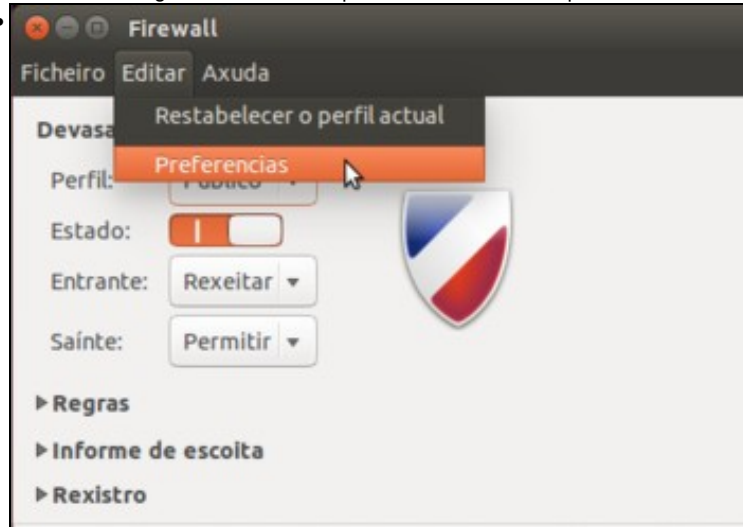 Firewall
Ficheiro Editar Axuda
Restabelecer o perfil actual
Devasa
Preferencias
Perfil:
Estado:
Entrante: Rexeitar
Saínte: Permitir
Regras
Informe de escoita
Rexistro